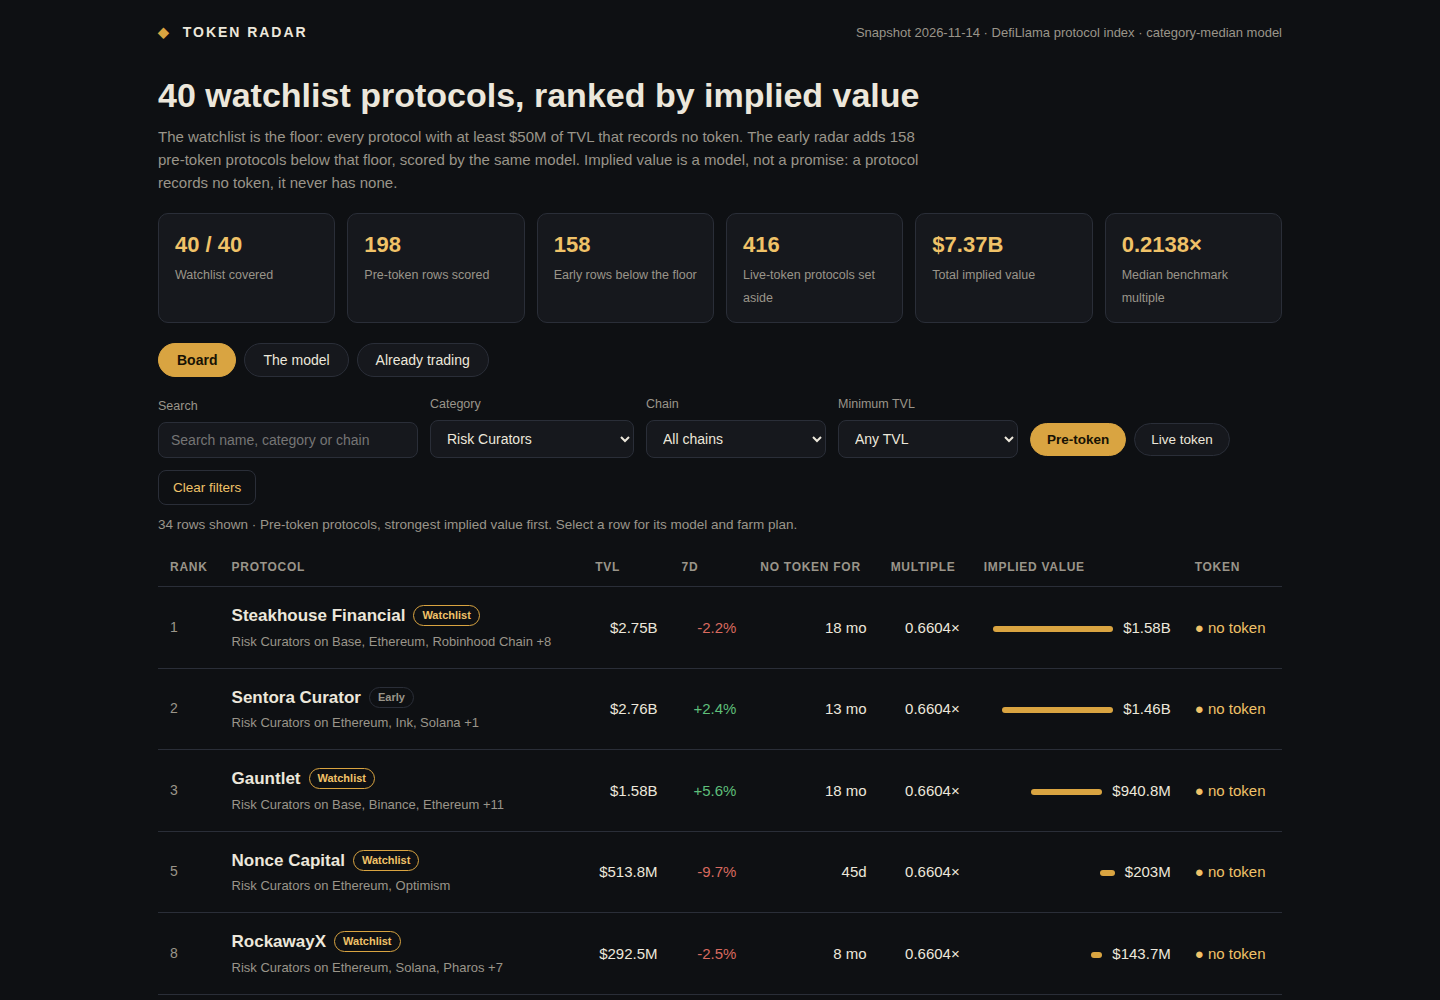 ◆ TOKEN RADAR
Snapshot 2026-11-14 · DefiLlama protocol index · category-median model
40 watchlist protocols, ranked by implied value
The watchlist is the floor: every protocol with at least $50M of TVL that records no token. The early radar adds 158
pre-token protocols below that floor, scored by the same model. Implied value is a model, not a promise: a protocol
records no token, it never has none.
40 / 40
Watchlist covered
198
Pre-token rows scored
158
Early rows below the floor
416
Live-token protocols set
aside
$7.37B
Total implied value
0.2138×
Median benchmark
multiple
Board
The model
Already trading
Search
Category
Chain
Minimum TVL
Search name, category or chain
Risk Curators
All chains
Any TVL
Pre-token
Live token
Clear filters
34 rows shown · Pre-token protocols, strongest implied value first. Select a row for its model and farm plan.
RANK PROTOCOL TVL 7D NO TOKEN FOR MULTIPLE IMPLIED VALUE TOKEN
1 Steakhouse Financial Watchlist $2.75B -2.2% 18 mo 0.6604× $1.58B ● no token
Risk Curators on Base, Ethereum, Robinhood Chain +8
2 Sentora Curator Early $2.76B +2.4% 13 mo 0.6604× $1.46B ● no token
Risk Curators on Ethereum, Ink, Solana +1
3 Gauntlet Watchlist $1.58B +5.6% 18 mo 0.6604× $940.8M ● no token
Risk Curators on Base, Binance, Ethereum +11
5 Nonce Capital Watchlist $513.8M -9.7% 45d 0.6604× $203M ● no token
Risk Curators on Ethereum, Optimism
8 RockawayX Watchlist $292.5M -2.5% 8 mo 0.6604× $143.7M ● no token
Risk Curators on Ethereum, Solana, Pharos +7